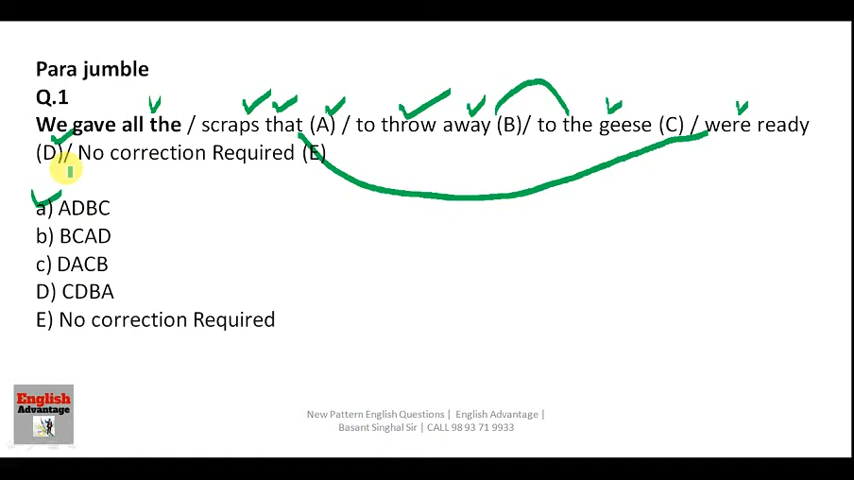 Para jumble
Q.1
We gave all the / scraps that (A) / to throw away (B)/ to the geese (C) / were ready
(D)/ No correction Required (E)
a) ADBC
b) BCAD
c) DACB
D) CDBA
E) No correction Required
English
Advantage
New Pattern English Questions | English Advantage |
Basant Singhal Sir | CALL 98 93 71 9933